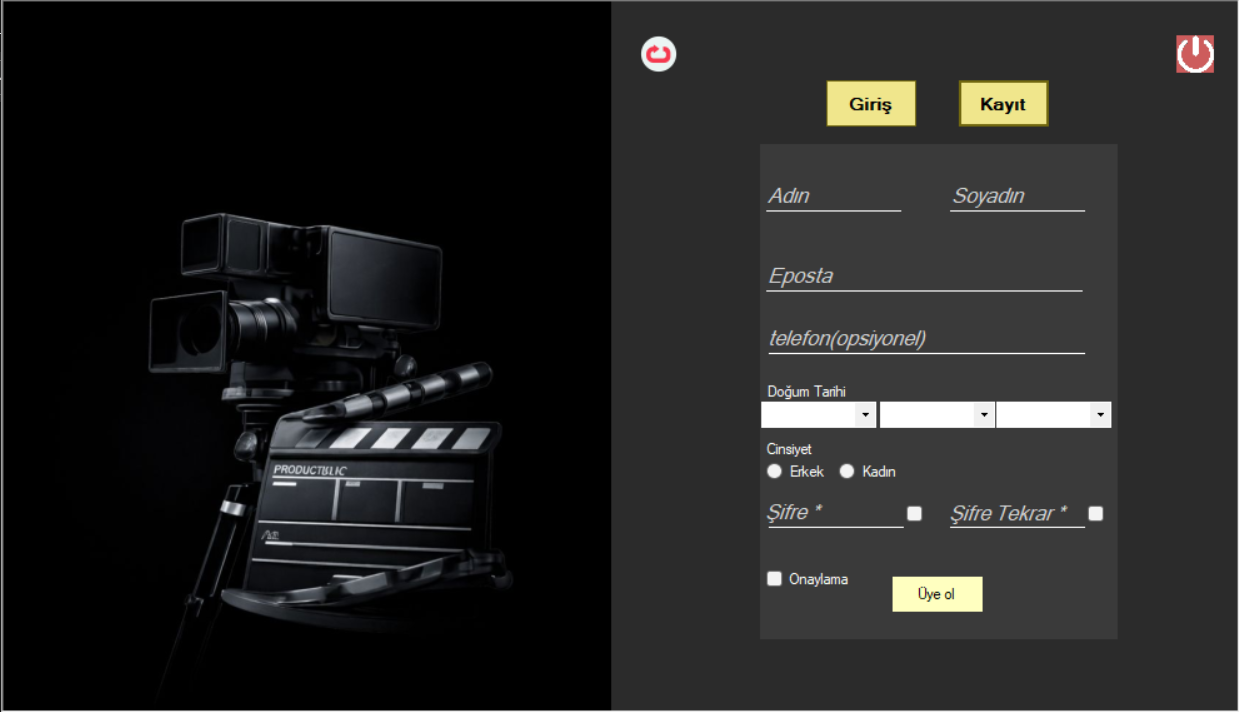 Giriş
Kayıt
Adın
Soyadın
Eposta
telefon(opsiyonel)
Doğum Tarihi
Cinsiyet
Erkek
Kadın
Şifre *
Şifre Tekrar *
Onaylama
Üye ol